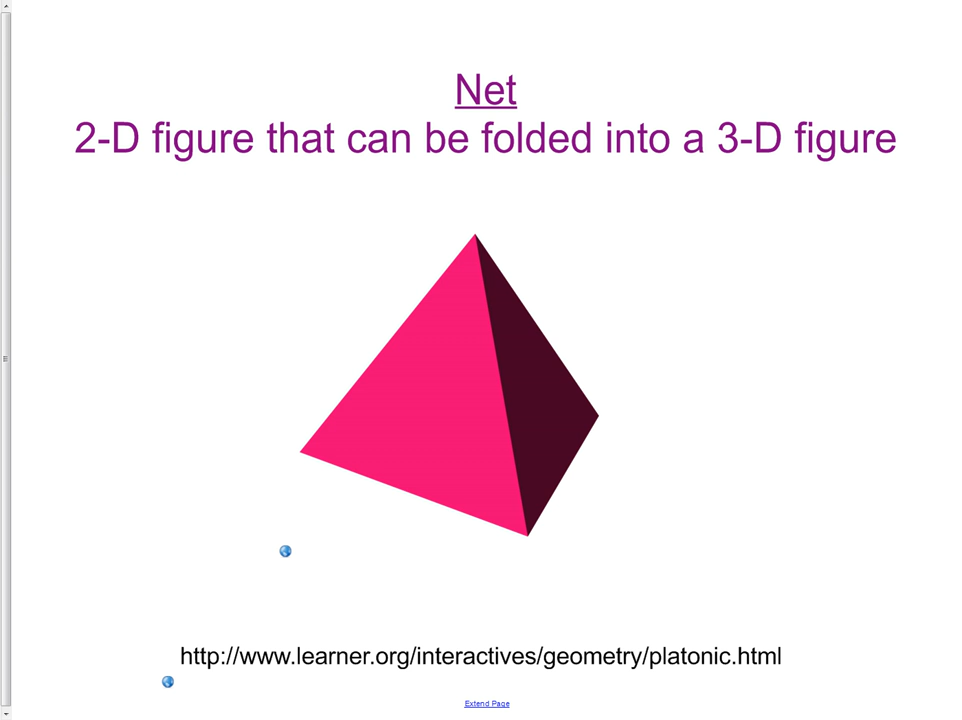 Net
2-D figure that can be folded into a 3-D figure
http://www.learner.org/interactives/geometry/platonic.html
Extend Page